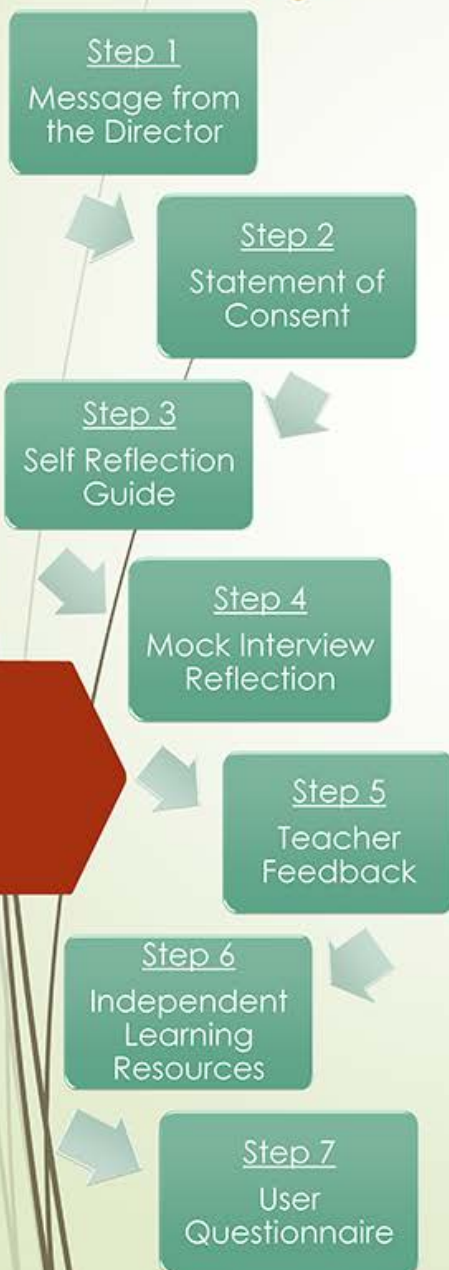 Step 1
Message from
the Director
Step 2
Statement of
Consent
Step 3
Self Reflection
Guide
Step 4
Mock Interview
Reflection
Step 5
Teacher
Feedback
Step 6
Independent
Learning
Resources
Step 7
User
Questionnaire